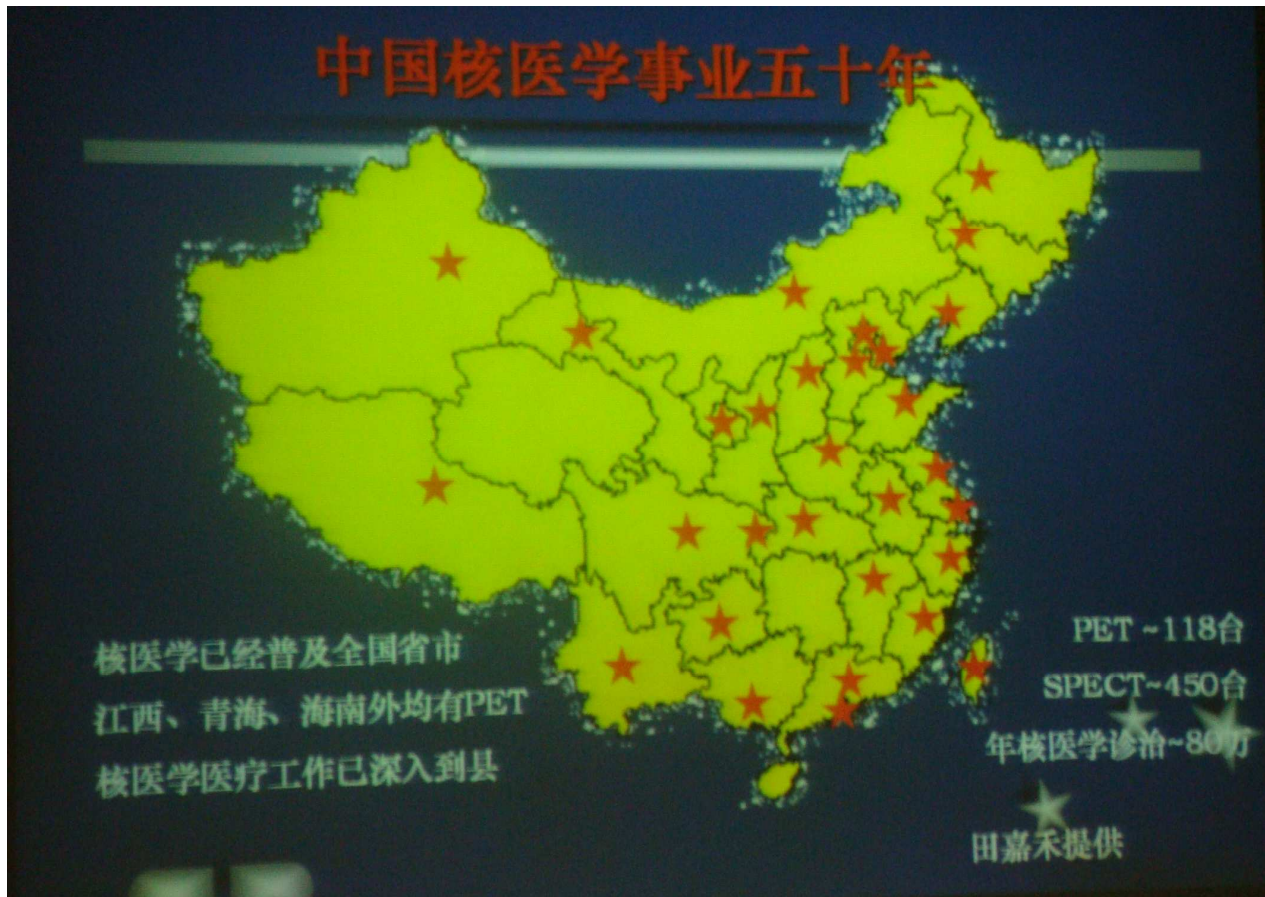 中国核医学事业五十年
核医学已经普及全国省市
江西、青海、海南外均有PET
核医学医疗工作已深入到县
PET ~118台
SPECT~450台
年核医学诊治~80万
田嘉禾提供